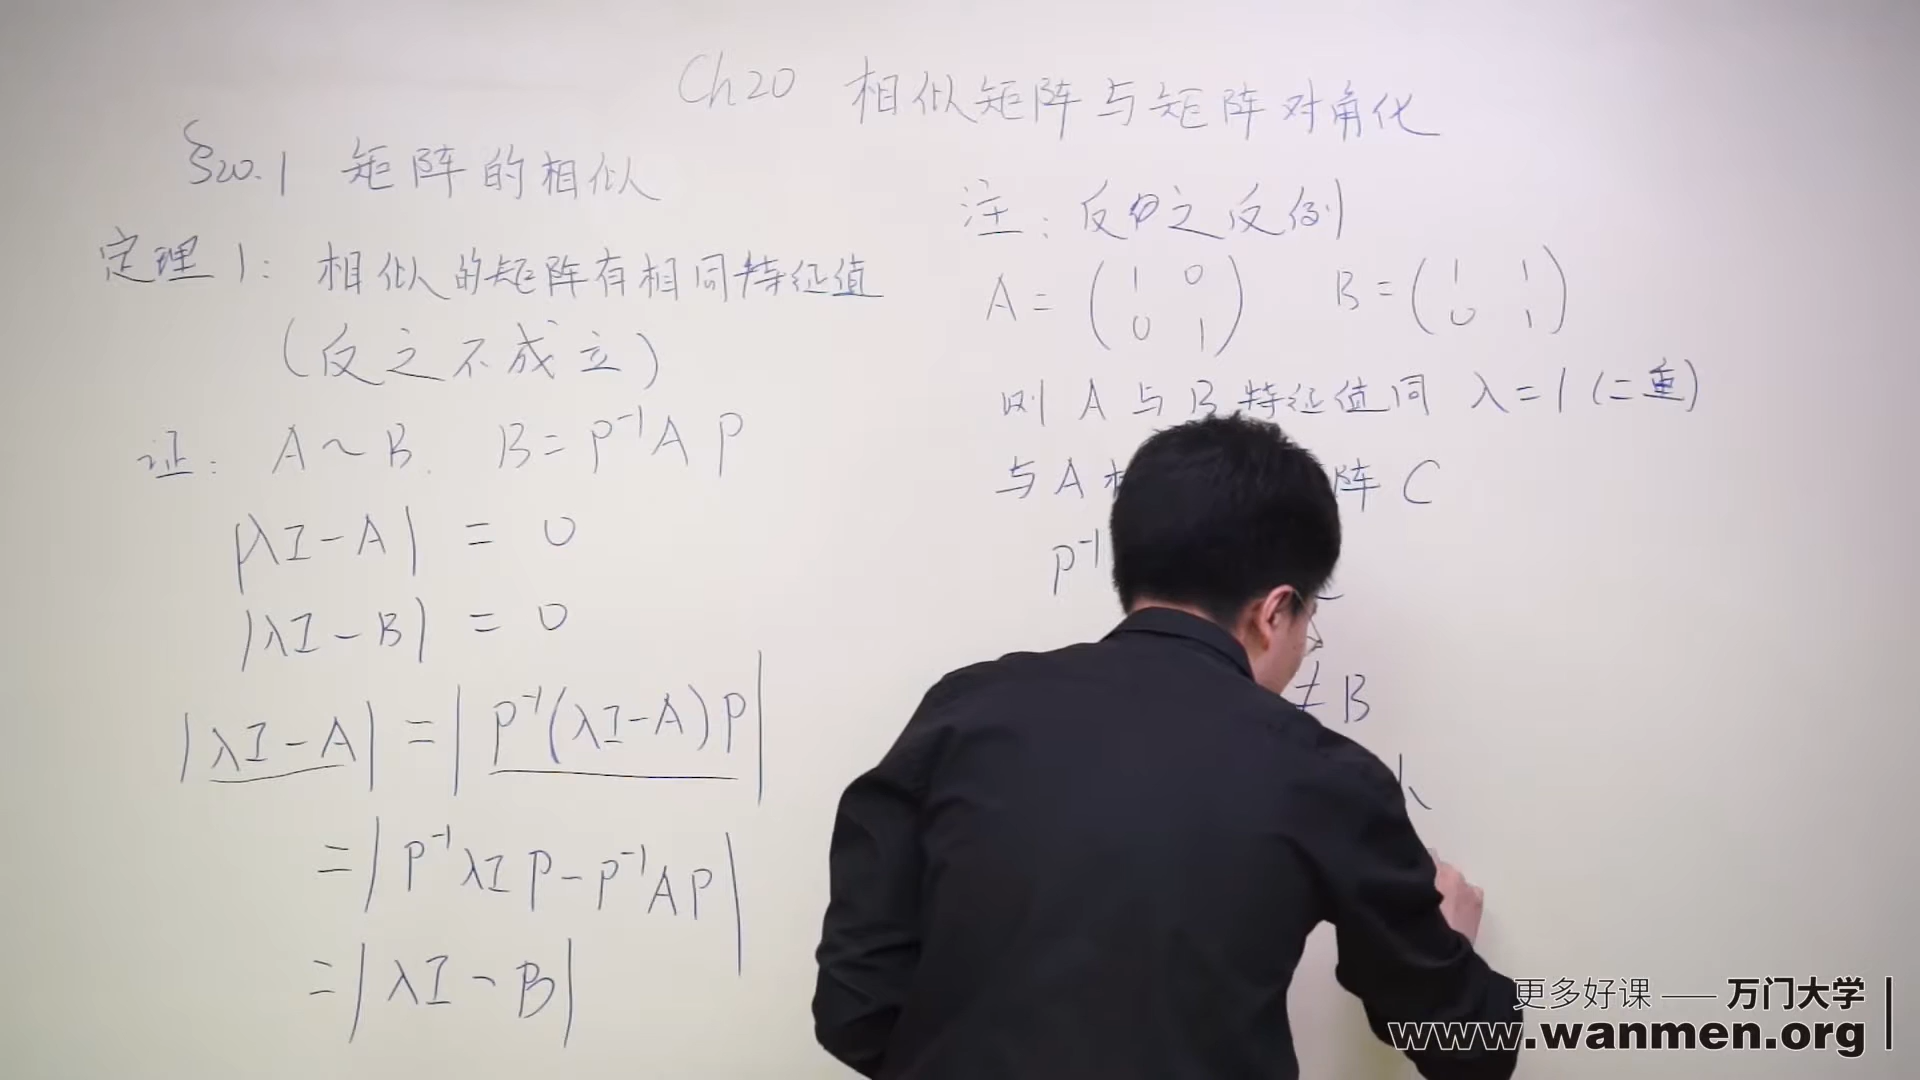 Ch20 相似矩阵与矩阵对角化
§20.1 矩阵的相似
定理1: 相似的矩阵有相同特征值
(反之不成立)
证: A ~ B. B = P⁻¹AP
|λI-A| = 0
|λI-B| = 0
|λI-A| = |P⁻¹(λI-A)P|
= |P⁻¹λIP-P⁻¹AP|
= |λI-B|
注: 反之反例
A = (1 0
0 1) B = (1 1
0 1)
则 A 与 B 特征值同 λ=1 (二重)
与 A 阵 C
P⁻¹
≠ B
更多好课 —— 万门大学
www.wanmen.org